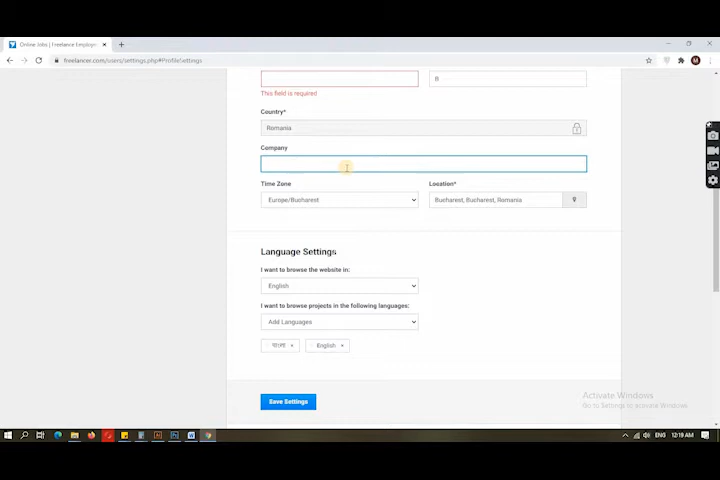 Online Jobs | Freelance Employm
freelancer.com/users/settings.php#ProfileSettings
M
B
This field is required
Country*
Romania
Company
Time Zone
Location*
Europe/Bucharest
Bucharest, Bucharest, Romania
Language Settings
I want to browse the website in:
English
I want to browse projects in the following languages:
Add Languages
বাংলা ×
English ×
Save Settings
Activate Windows
Go to Settings to activate Windows.
ENG
12:19 AM